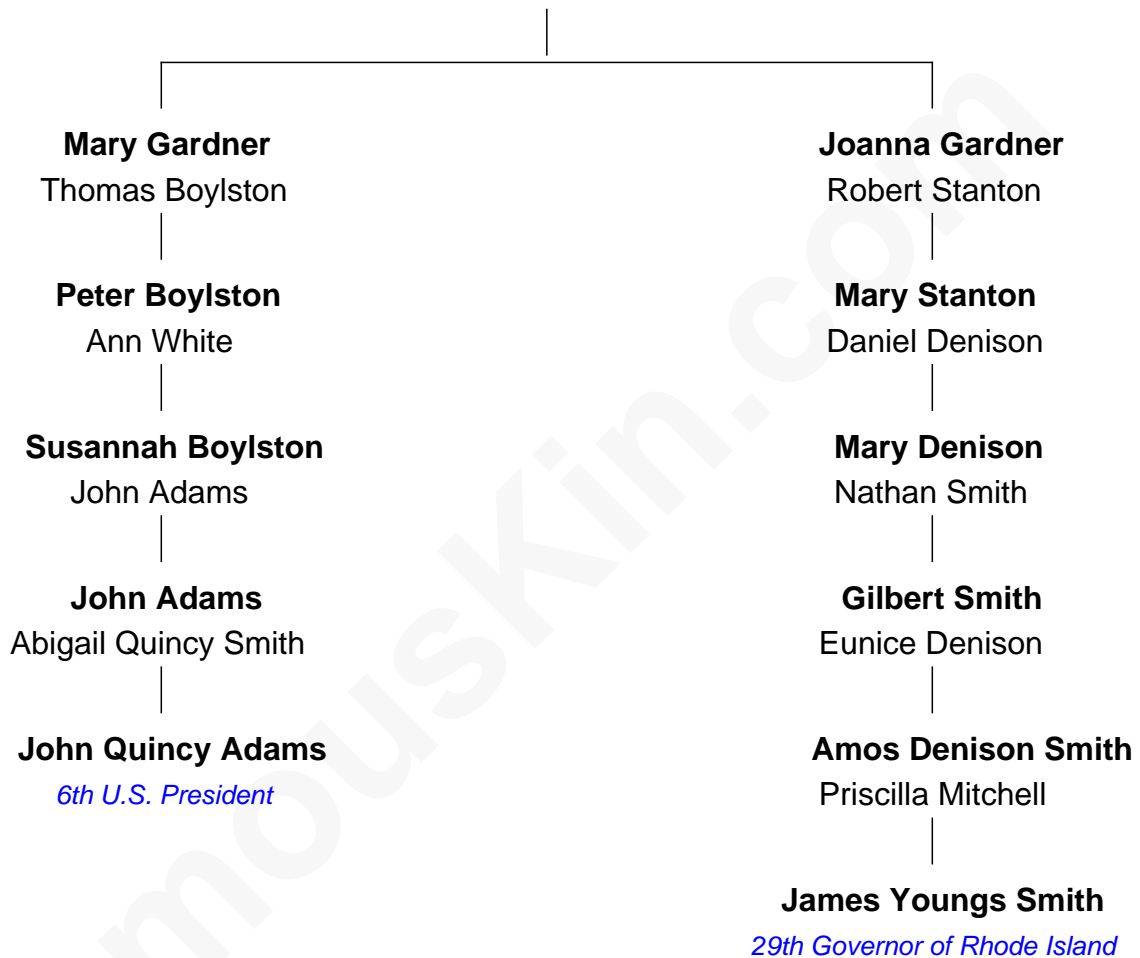 Mary Gardner
Thomas Boylston
Joanna Gardner
Robert Stanton
Peter Boylston
Ann White
Mary Stanton
Daniel Denison
Susannah Boylston
John Adams
Mary Denison
Nathan Smith
John Adams
Abigail Quincy Smith
Gilbert Smith
Eunice Denison
John Quincy Adams
6th U.S. President
Amos Denison Smith
Priscilla Mitchell
James Youngs Smith
29th Governor of Rhode Island
mousKin.com